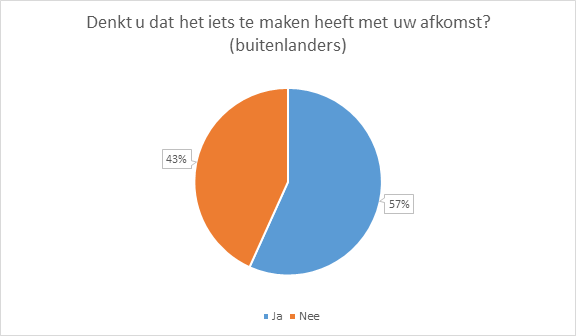 Denkt u dat het iets te maken heeft met uw afkomst?
(buitenlanders)
43%
57%
Ja Nee